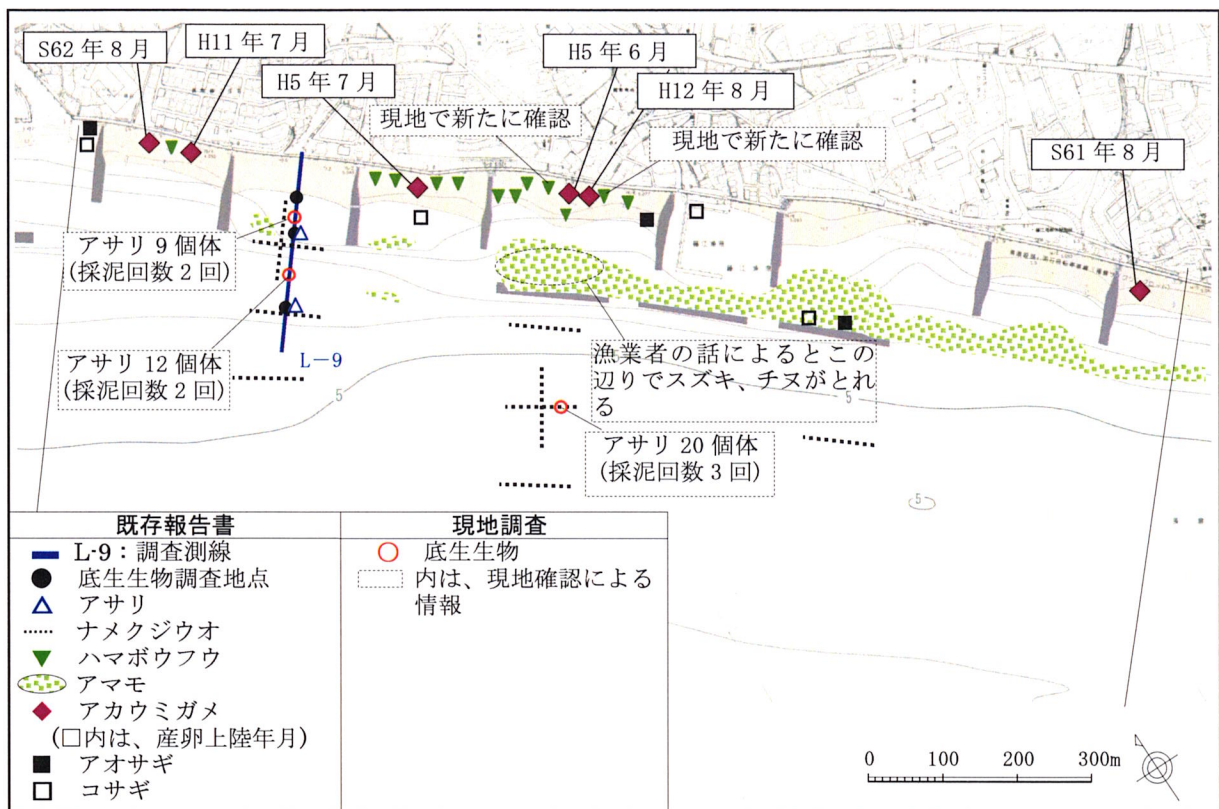 S62 年 8 月
H11 年 7 月
H5 年 7 月
H5 年 6 月
H12 年 8 月
現地で新たに確認
現地で新たに確認
S61 年 8 月
アサリ 9 個体
(採泥回数 2 回)
アサリ 12 個体
(採泥回数 2 回)
L－9
漁業者の話によるとこの
辺りでスズキ、チヌがとれ
る
アサリ 20 個体
(採泥回数 3 回)
5
5
5
既存報告書
L-9：調査測線
底生生物調査地点
アサリ
ナメクジウオ
ハマボウフウ
アマモ
アカウミガメ
(□内は、産卵上陸年月)
アオサギ
コサギ
現地調査
底生生物
内は、現地確認による
情報
0 100 200 300m